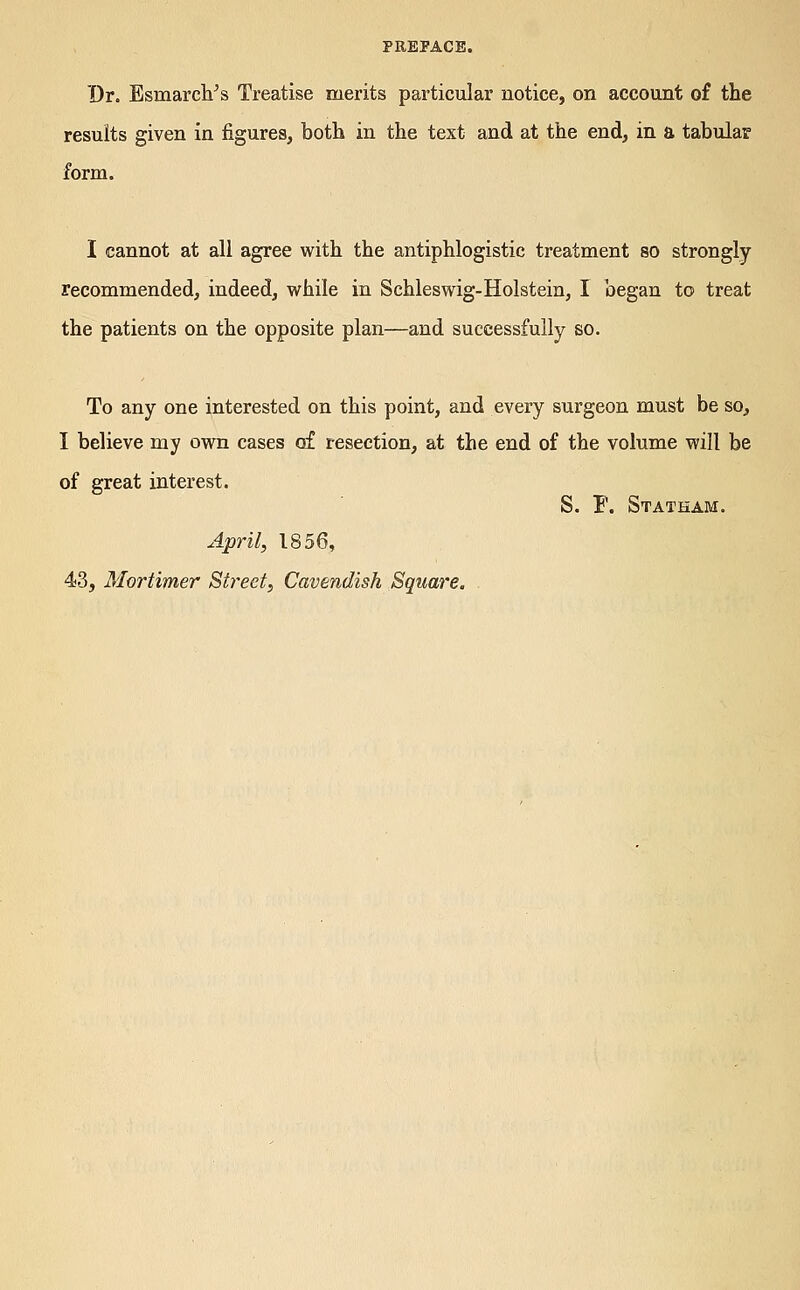 PREFACE.
Dr. Esmarch's Treatise merits particular notice, on account of the
results given in figures, both in the text and at the end, in a tabular
form.
I cannot at all agree with the antiphlogistic treatment so strongly
recommended, indeed, while in Schleswig-Holstein, I began to treat
the patients on the opposite plan—and successfully so.
To any one interested on this point, and every surgeon must be so,
I believe my own cases of resection, at the end of the volume will be
of great interest.
S. F. STATHAM.
April, 1856,
43, Mortimer Street, Cavendish Square.